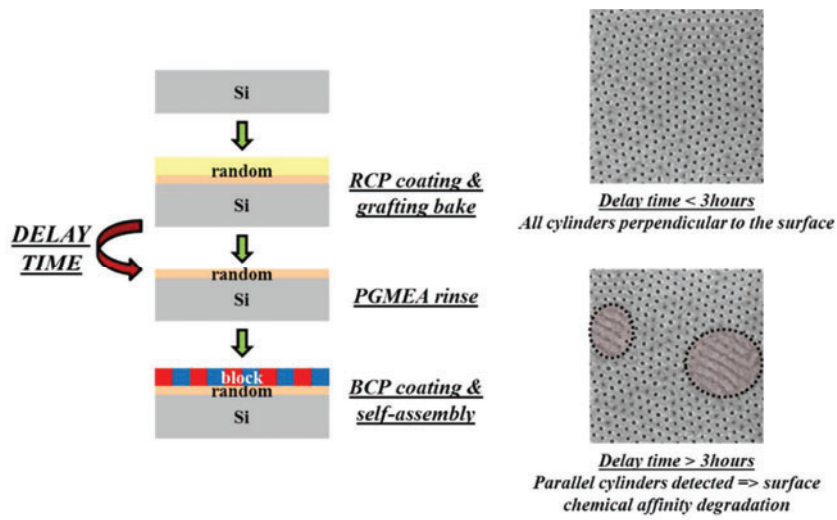 Si
random
Si
RCP coating &
grafting bake
DELAY
TIME
random
Si
PGMEA rinse
block
random
Si
BCP coating &
self-assembly
Delay time < 3hours
All cylinders perpendicular to the surface
Delay time > 3hours
Parallel cylinders detected => surface
chemical affinity degradation